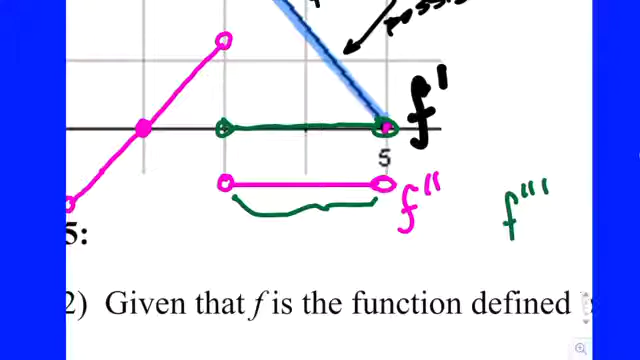 f'
5
f''
f'''
5:
2) Given that f is the function defined